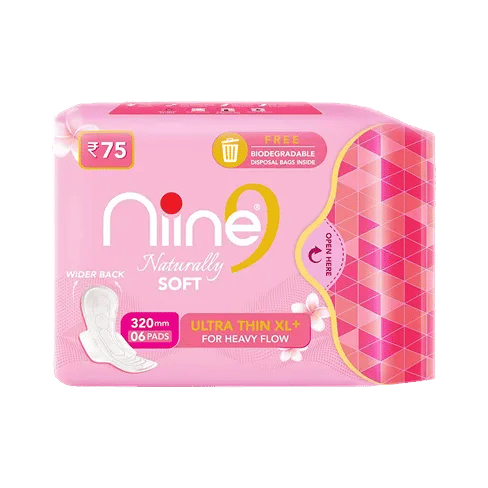 ₹75
FREE
BIODEGRADABLE
DISPOSAL BAGS INSIDE
niine® 9
Naturally
SOFT
OPEN HERE
WIDER BACK
320mm
06 PADS
ULTRA THIN XL+
FOR HEAVY FLOW